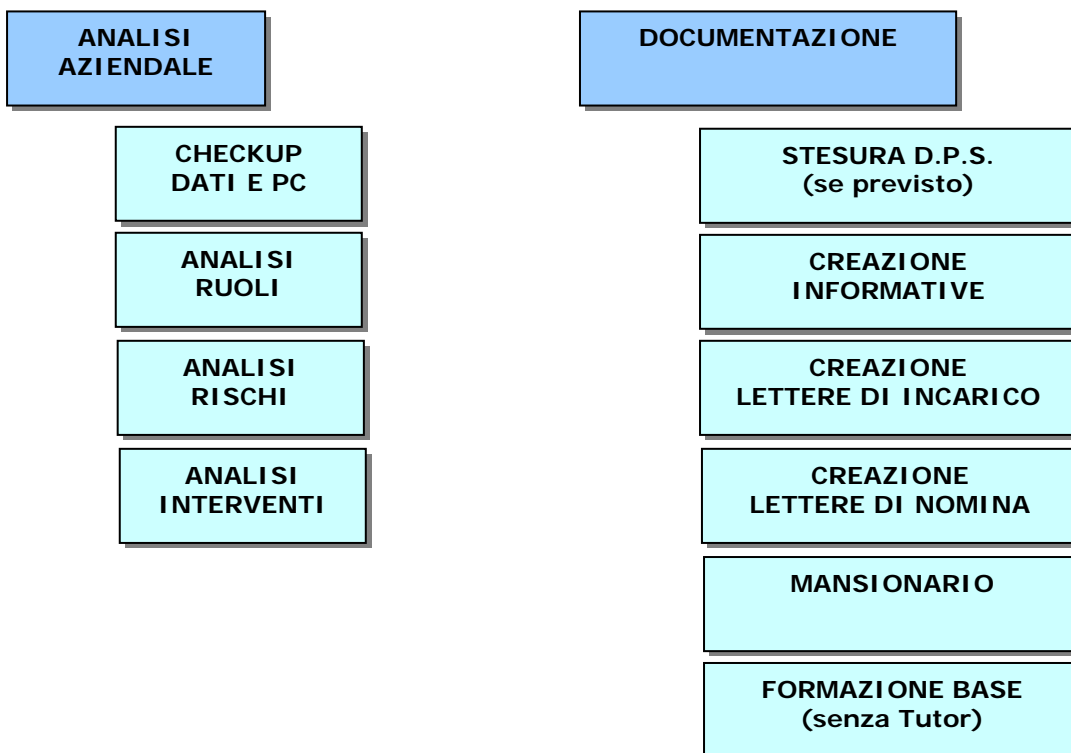 ANALISI
AZIENDALE
CHECKUP
DATI E PC
ANALISI
RUOLI
ANALISI
RISCHI
ANALISI
INTERVENTI
DOCUMENTAZIONE
STESURA D.P.S.
(se previsto)
CREAZIONE
INFORMATIVE
CREAZIONE
LETTERE DI INCARICO
CREAZIONE
LETTERE DI NOMINA
MANSIONARIO
FORMAZIONE BASE
(senza Tutor)